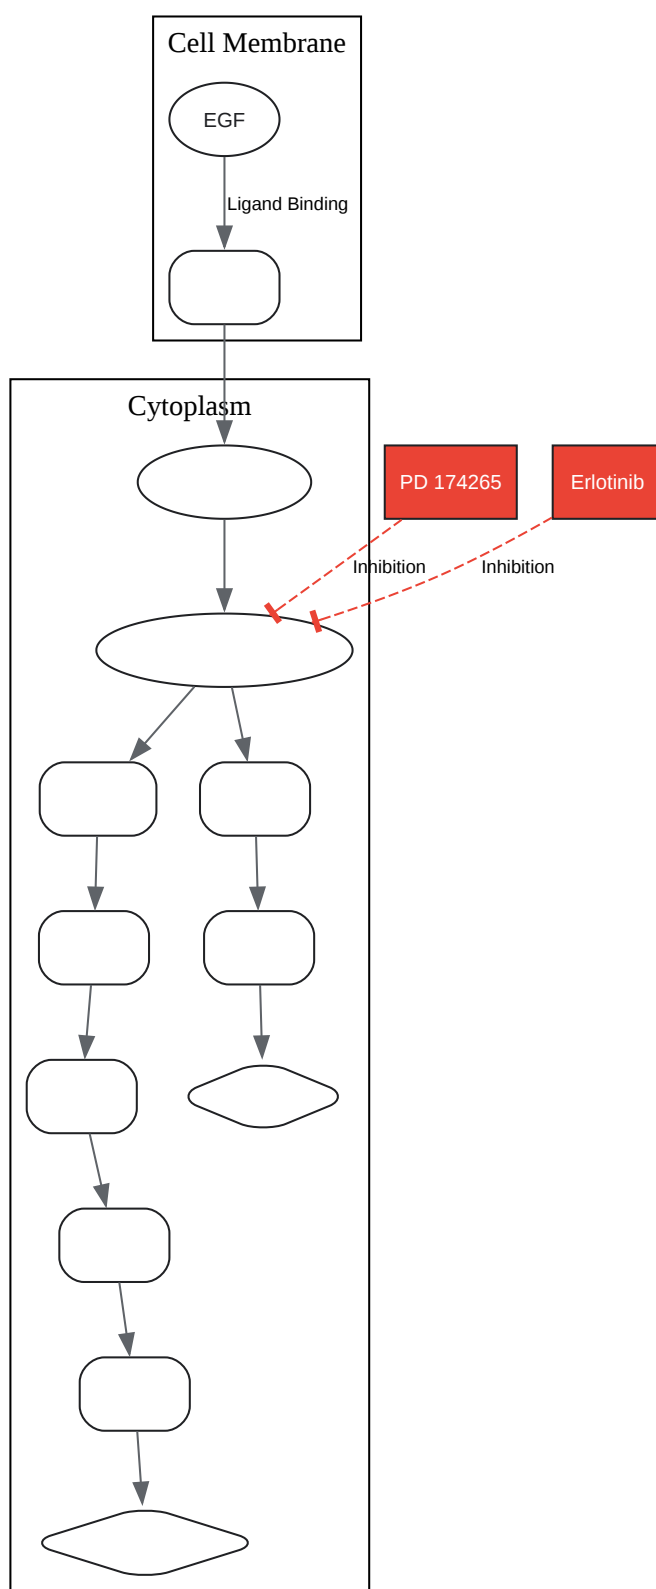 Cell Membrane
EGF
Ligand Binding
Cytoplasm
PD 174265
Erlotinib
Inhibition
Inhibition